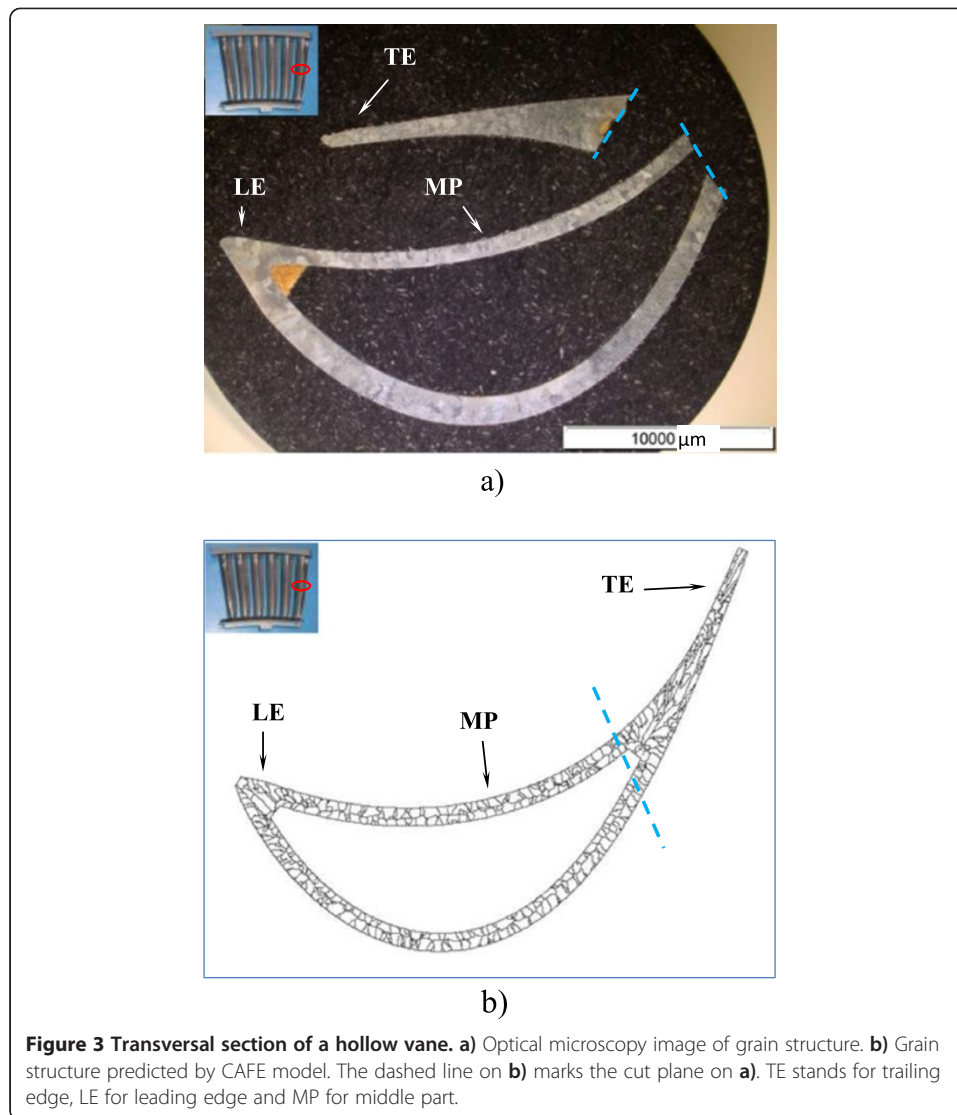 TE
LE
MP
10000 µm
a)
TE
LE
MP
b)
Figure 3 Transversal section of a hollow vane. a) Optical microscopy image of grain structure. b) Grain
structure predicted by CAFE model. The dashed line on b) marks the cut plane on a). TE stands for trailing
edge, LE for leading edge and MP for middle part.